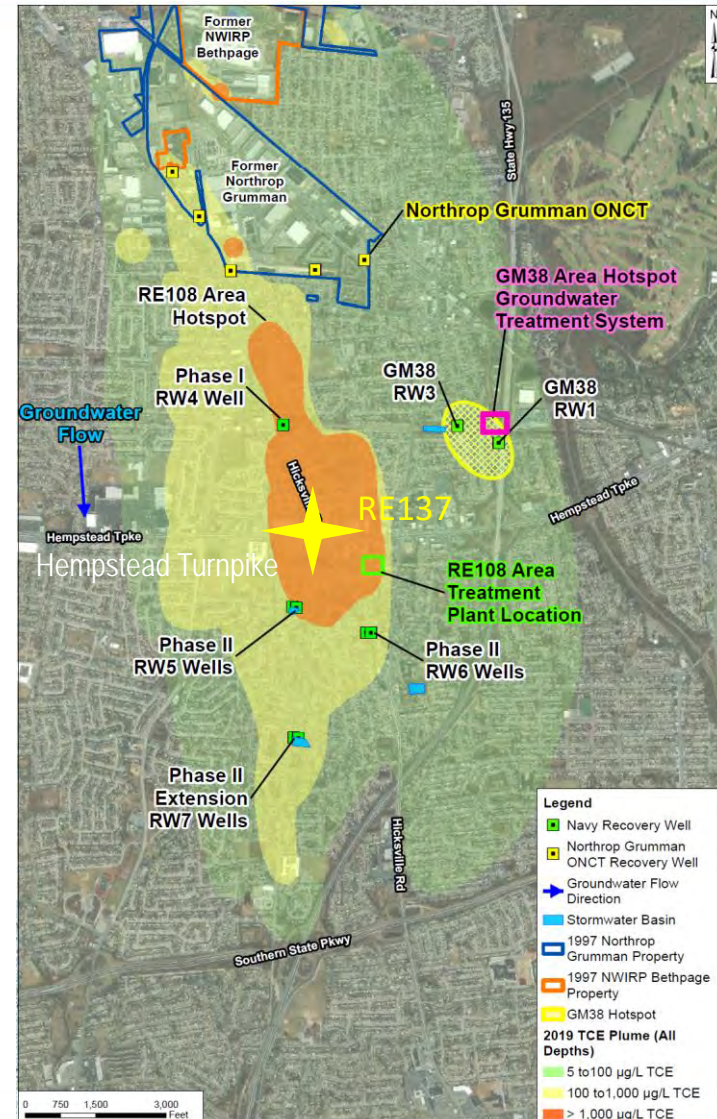 Former
NWIRP
Bethpage
N
State Hwy 135
Former
Northrop
Grumman
Northrop Grumman ONCT
RE108 Area
Hotspot
GM38 Area Hotspot
Groundwater
Treatment System
Phase I
RW4 Well
GM38
RW3
GM38
RW1
Groundwater
Flow
Hicksville
RE137
Hempstead Tpke
Hempstead Tpke
Hempstead Turnpike
RE108 Area
Treatment
Plant Location
Phase II
RW5 Wells
Phase II
RW6 Wells
Phase II
Extension
RW7 Wells
Hicksville Rd
Southern State Pkwy
Legend
Navy Recovery Well
Northrop Grumman
ONCT Recovery Well
Groundwater Flow
Direction
Stormwater Basin
1997 Northrop
Grumman Property
1997 NWIRP Bethpage
Property
GM38 Hotspot
2019 TCE Plume (All
Depths)
5 to100 µg/L TCE
100 to1,000 µg/L TCE
> 1,000 µg/L TCE
0 750 1,500 3,000
Feet